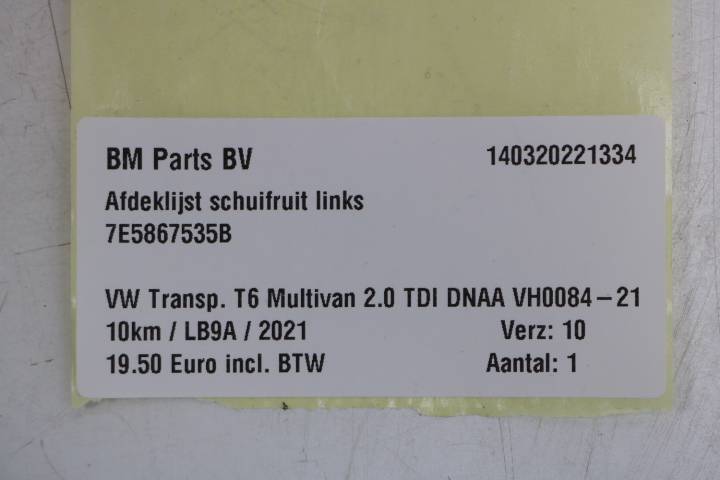 BM Parts BV 140320221334
Afdeklijst schuifruit links
7E5867535B
VW Transp. T6 Multivan 2.0 TDI DNAA VH0084-21
10km / LB9A / 2021 Verz: 10
19.50 Euro incl. BTW Aantal: 1